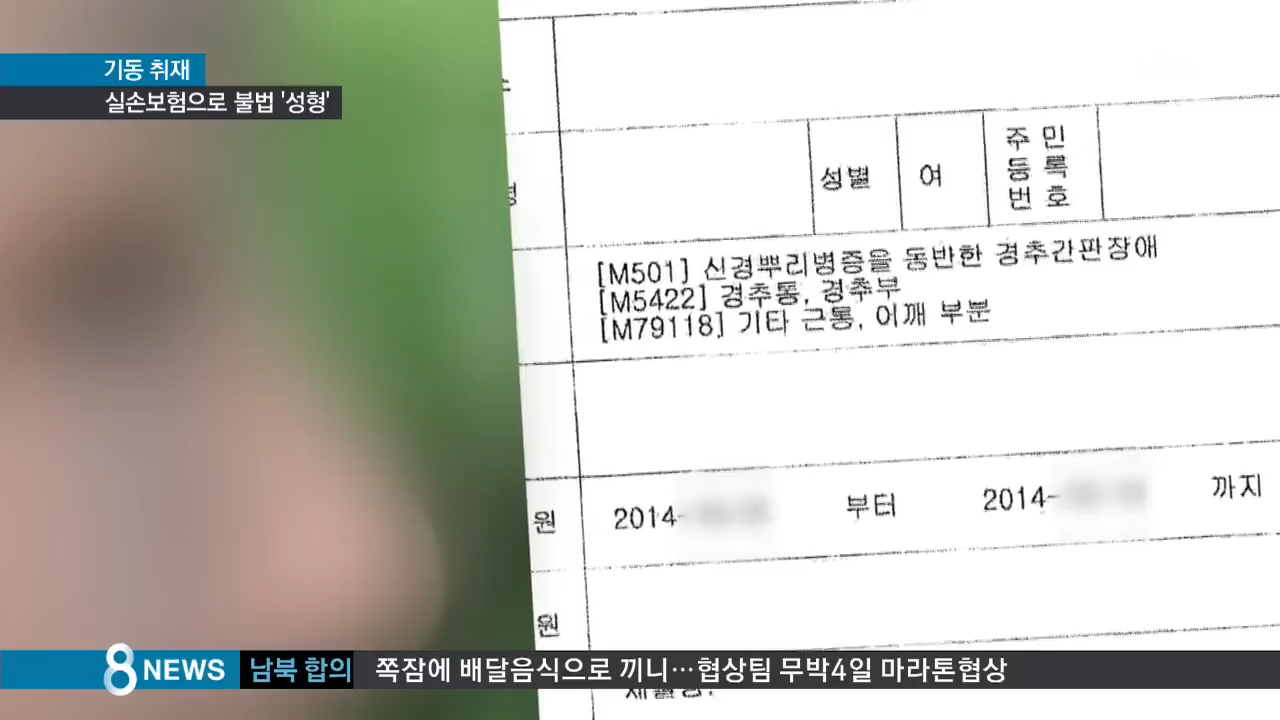 기동 취재
실손보험으로 불법 '성형'
성별 여 주민
등록
번호
[M501] 신경뿌리병증을 동반한 경추간판장애
[M5422] 경추통, 경추부
[M79118] 기타 근통, 어깨 부분
원 2014- 부터 2014- 까지
원
8 NEWS 남북 합의 쪽잠에 배달음식으로 끼니…협상팀 무박4일 마라톤협상